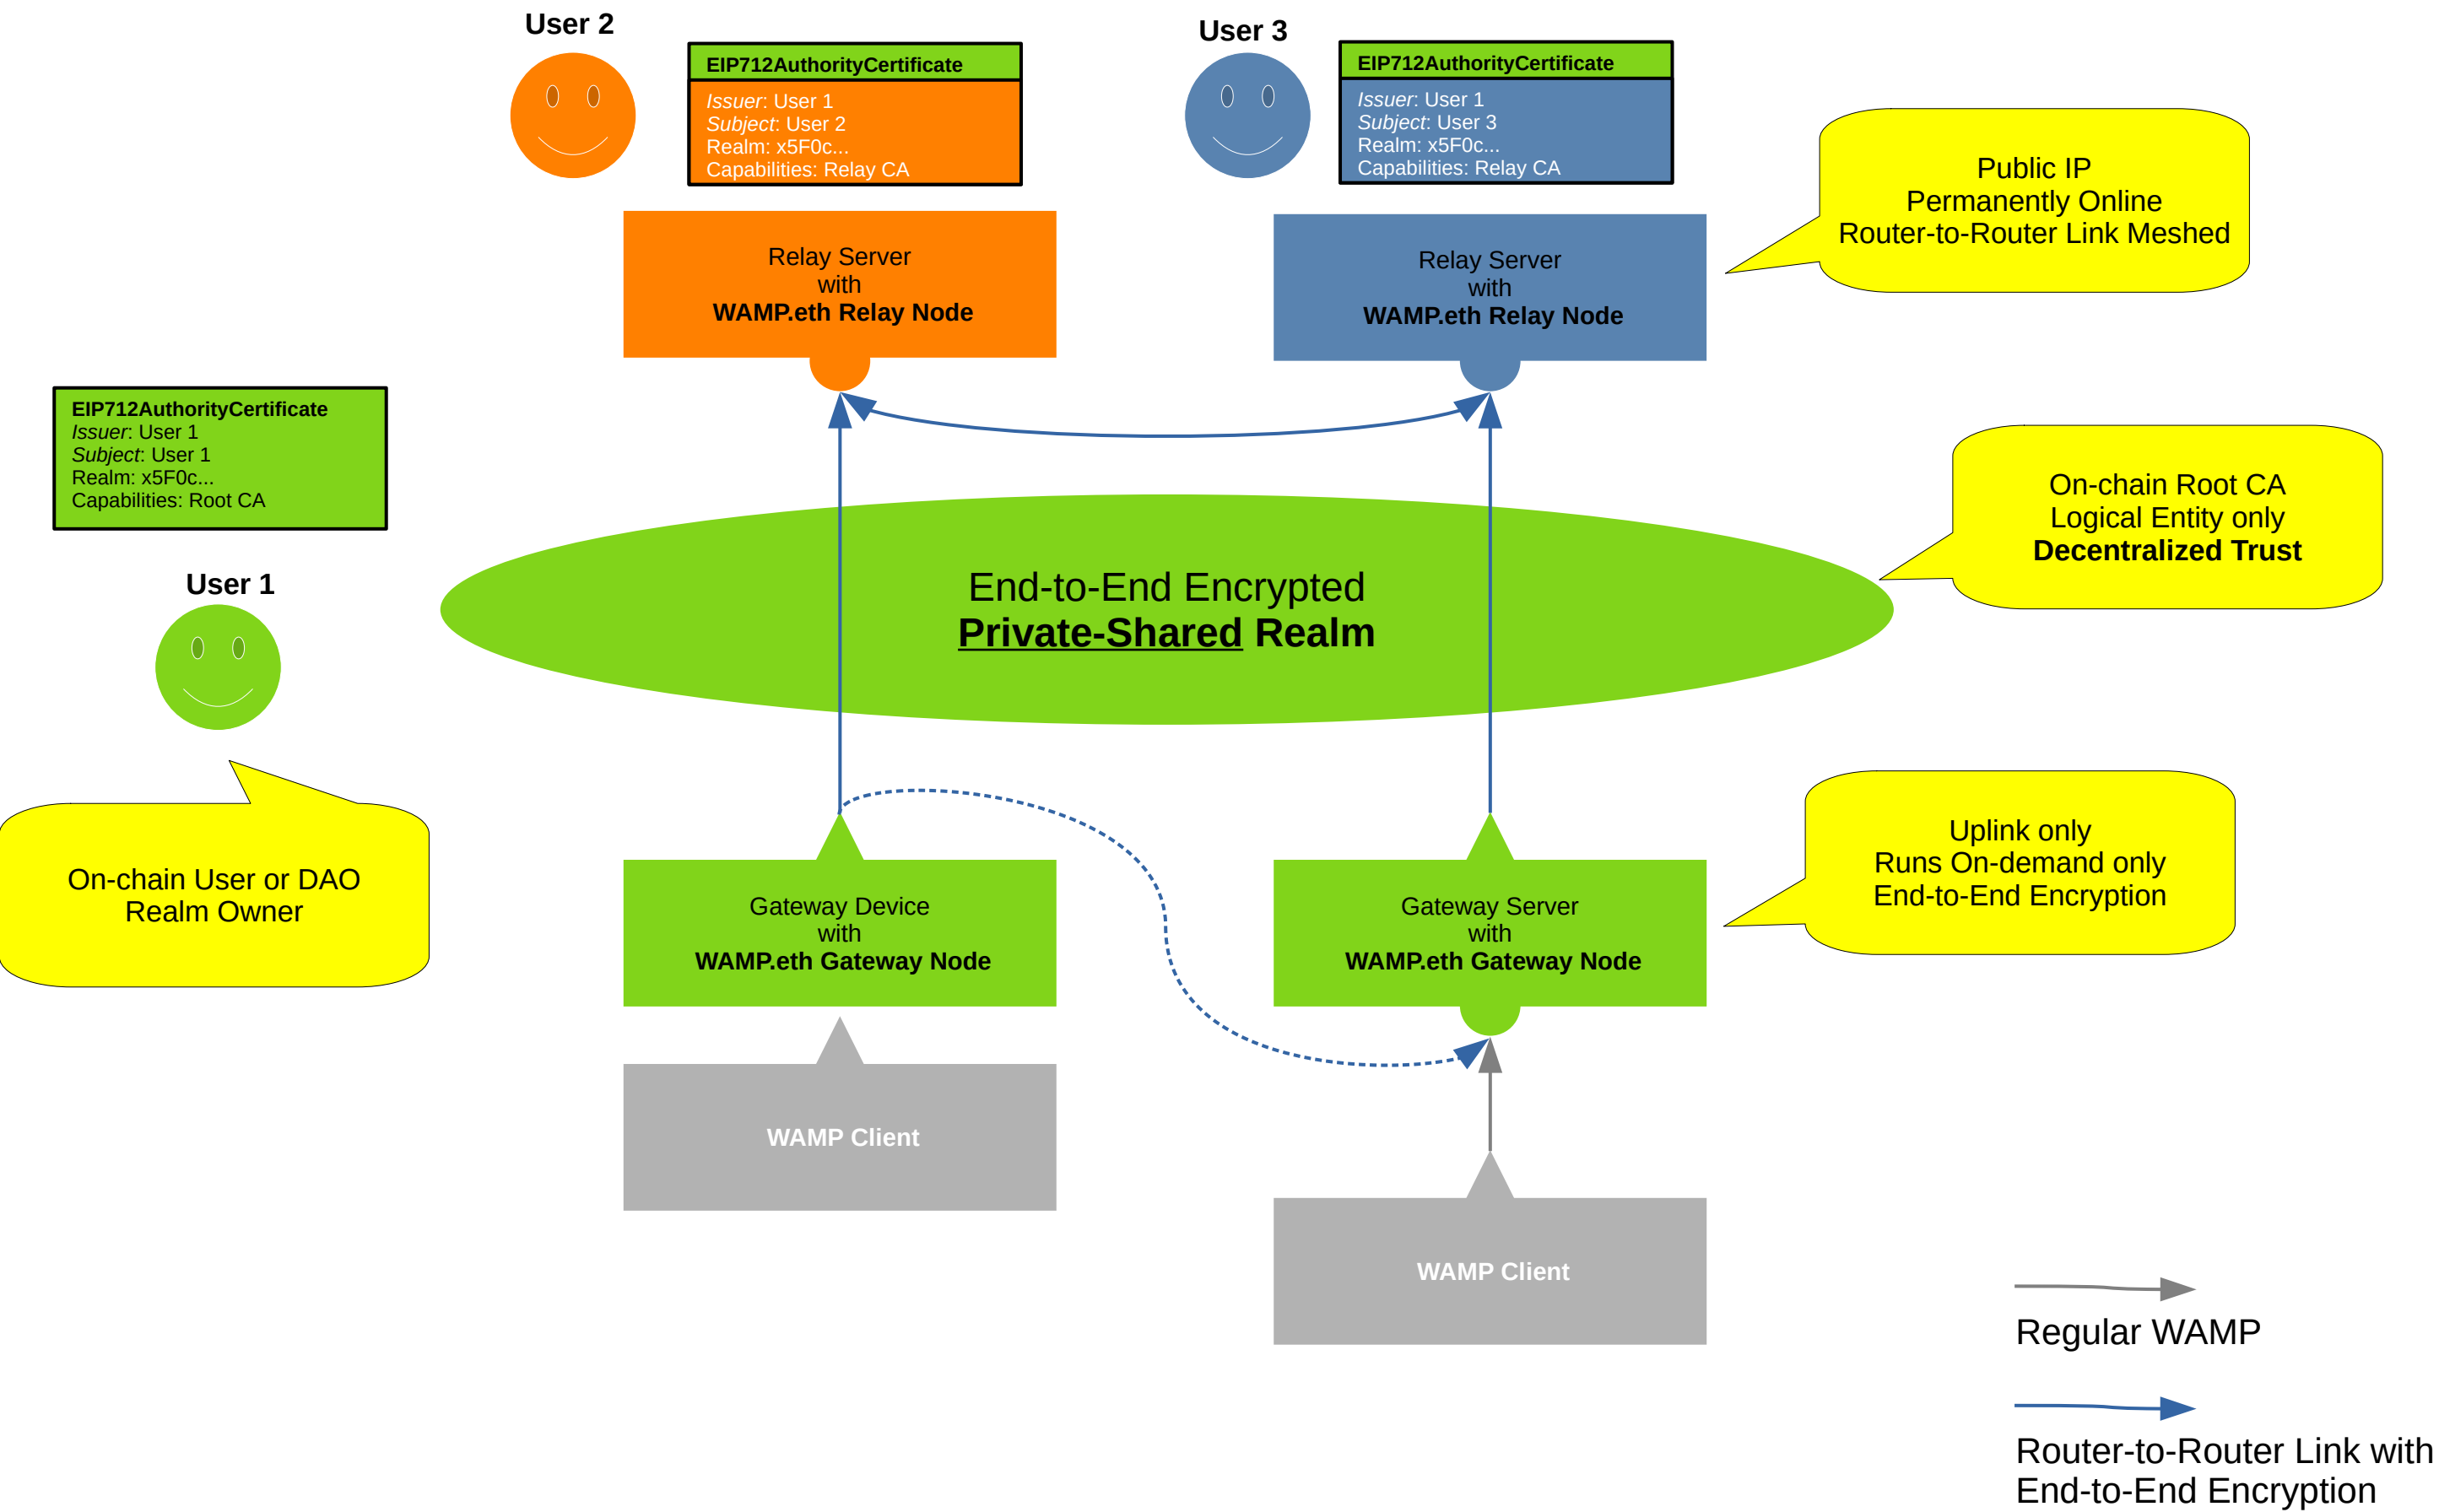 User 2
EIP712AuthorityCertificate
Issuer: User 1
Subject: User 2
Realm: x5F0c...
Capabilities: Relay CA
User 3
EIP712AuthorityCertificate
Issuer: User 1
Subject: User 3
Realm: x5F0c...
Capabilities: Relay CA
Public IP
Permanently Online
Router-to-Router Link Meshed
Relay Server
with
WAMP.eth Relay Node
Relay Server
with
WAMP.eth Relay Node
EIP712AuthorityCertificate
Issuer: User 1
Subject: User 1
Realm: x5F0c...
Capabilities: Root CA
User 1
On-chain Root CA
Logical Entity only
Decentralized Trust
End-to-End Encrypted
Private-Shared Realm
On-chain User or DAO
Realm Owner
Gateway Device
with
WAMP.eth Gateway Node
Gateway Server
with
WAMP.eth Gateway Node
Uplink only
Runs On-demand only
End-to-End Encryption
WAMP Client
WAMP Client
Regular WAMP
Router-to-Router Link with
End-to-End Encryption